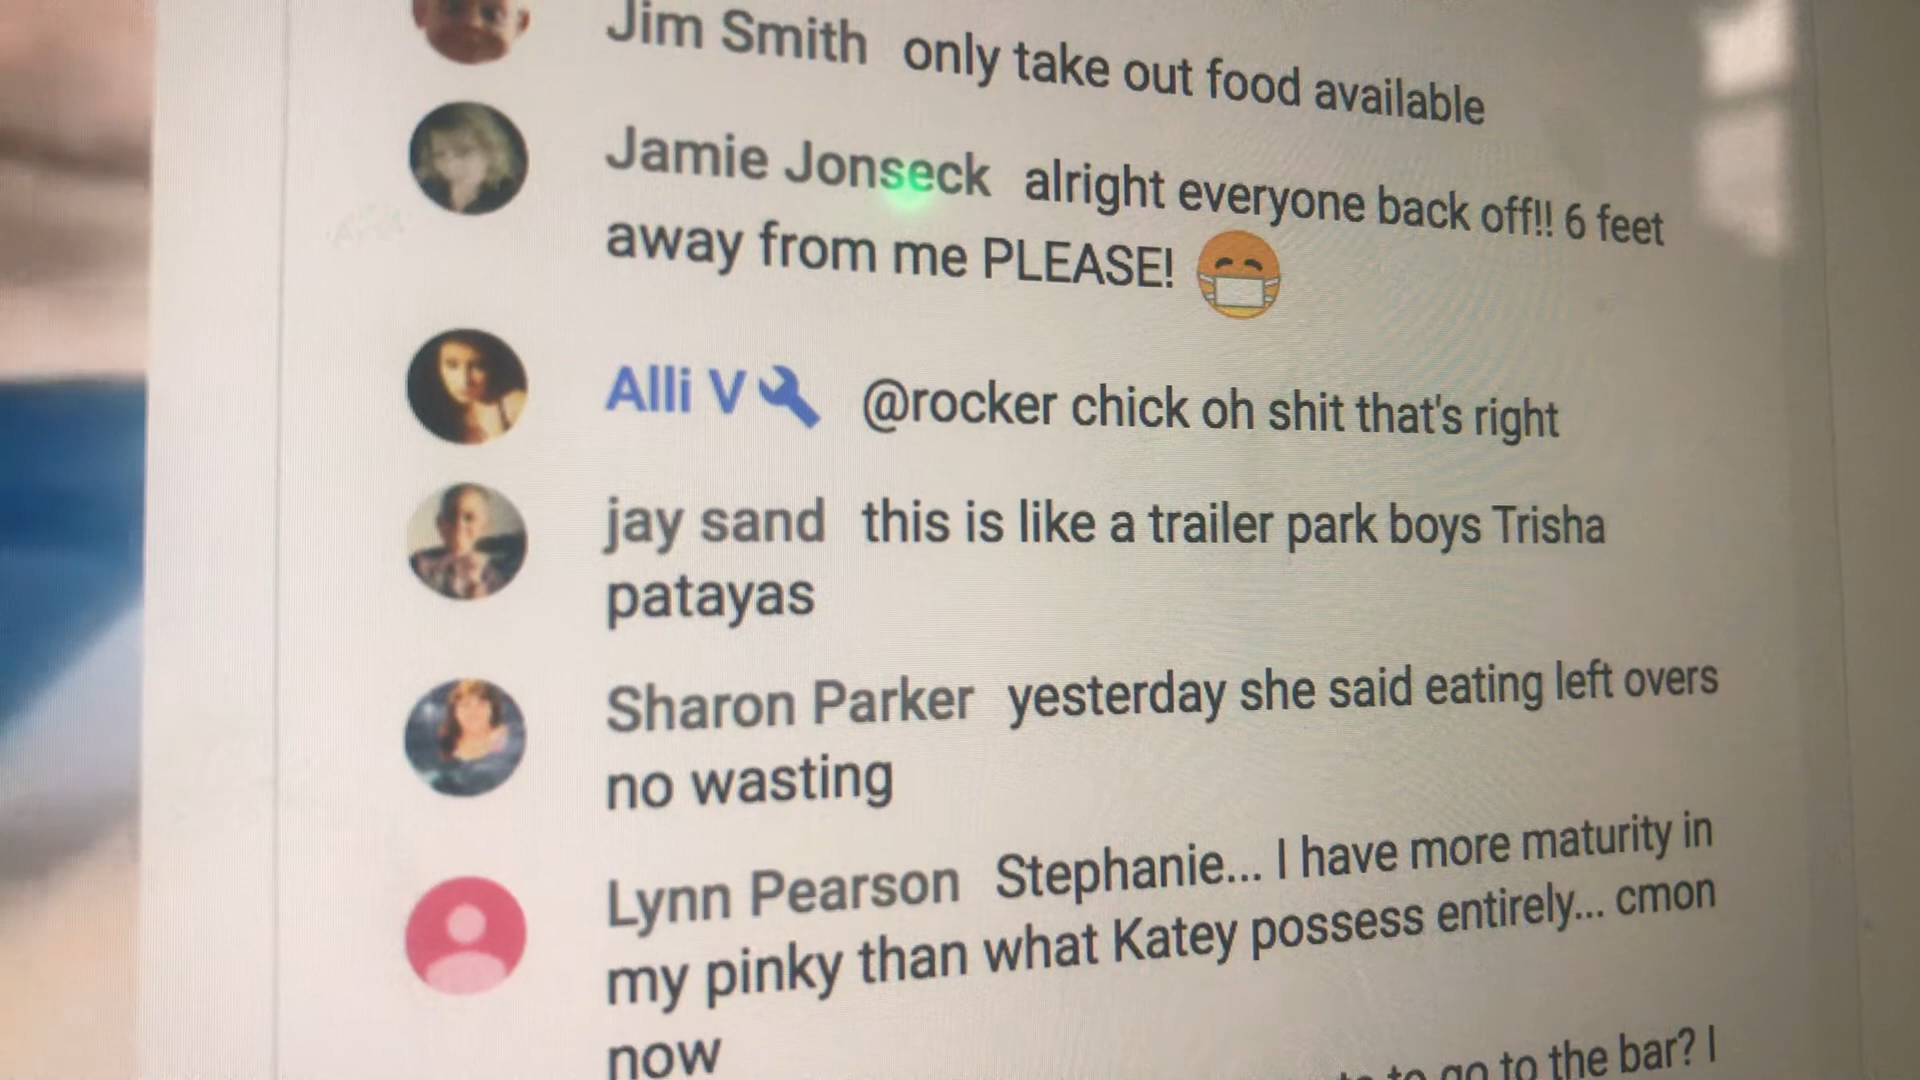 Jim Smith only take out food available
Jamie Jonseck alright everyone back off!! 6 feet
away from me PLEASE! 😷
Alli V @rocker chick oh shit that's right
jay sand this is like a trailer park boys Trisha
patayas
Sharon Parker yesterday she said eating left overs
no wasting
Lynn Pearson Stephanie... I have more maturity in
my pinky than what Katey possess entirely... cmon
now
to go to the bar? I